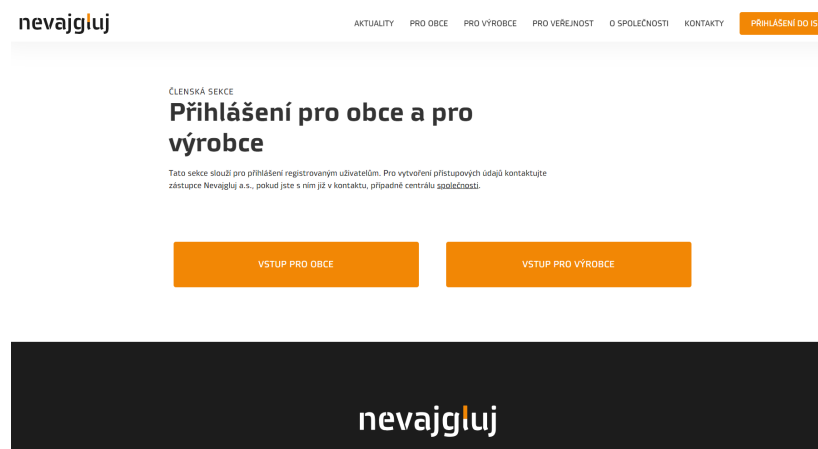 nevajgluj
AKTUALITY PRO OBCE PRO VÝROBCE PRO VEŘEJNOST O SPOLEČNOSTI KONTAKTY PŘIHLÁŠENÍ DO IS
ČLENSKÁ SEKCE
Přihlášení pro obce a pro
výrobce
Tato sekce slouží pro přihlášení registrovaným uživatelům. Pro vytvoření přístupových údajů kontaktujte
zástupce Nevajgluj a.s., pokud jste s ním již v kontaktu, případně centrálu společnosti.
VSTUP PRO OBCE VSTUP PRO VÝROBCE
nevajgluj